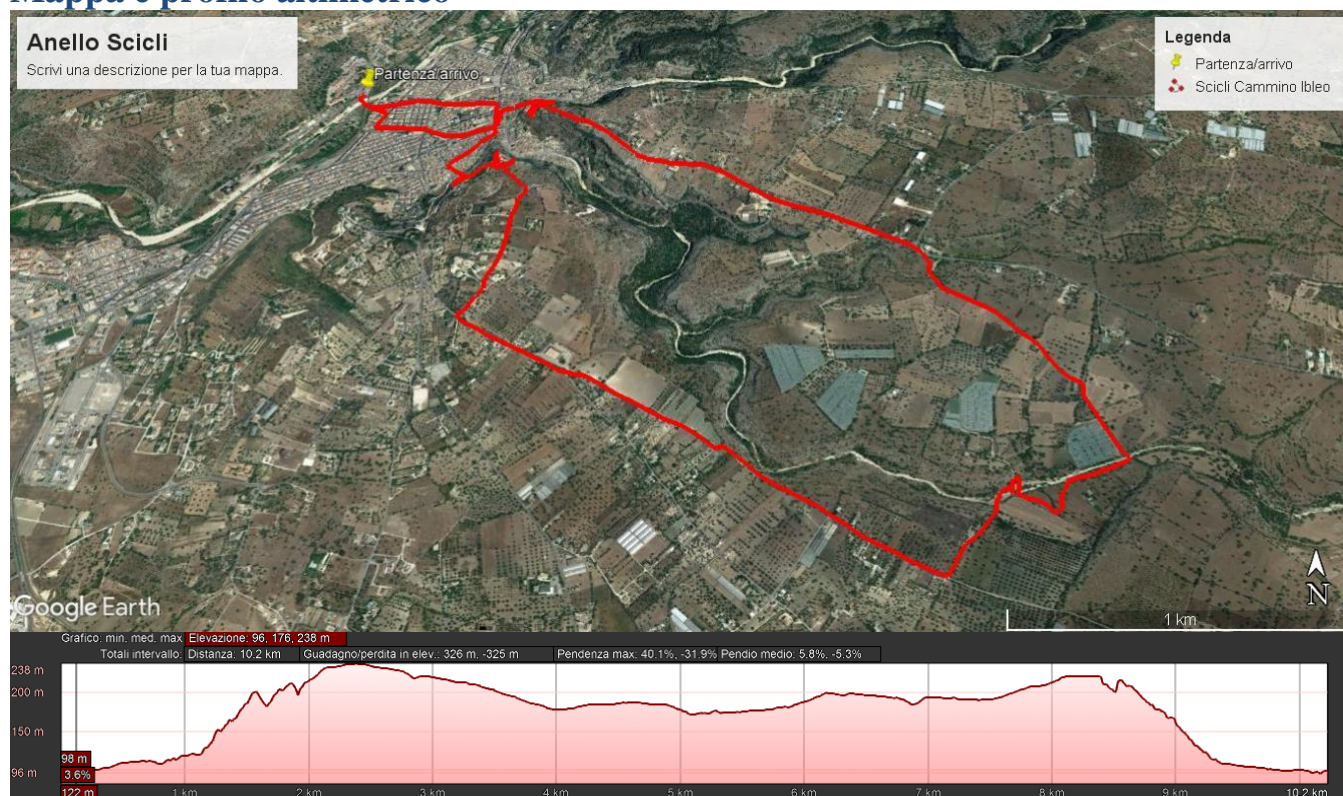 Mappa e profilo altimetrico
Anello Scicli
Scrivi una descrizione per la tua mappa.
Partenza/arrivo
Legenda
Partenza/arrivo
Scicli Cammino Ibleo
Google Earth
N
1 km
Grafico: min. med. max Elevazione: 96, 176, 238 m
Totali intervallo: Distanza: 10.2 km Guadagno/perdita in elev.: 326 m. -325 m Pendenza max: 40.1%, -31.9% Pendio medio: 5.8%, -5.3%
238 m
200 m
150 m
98 m
96 m
3.6%
122 m 1 km 2 km 3 km 4 km 5 km 6 km 7 km 8 km 9 km 10.2 km